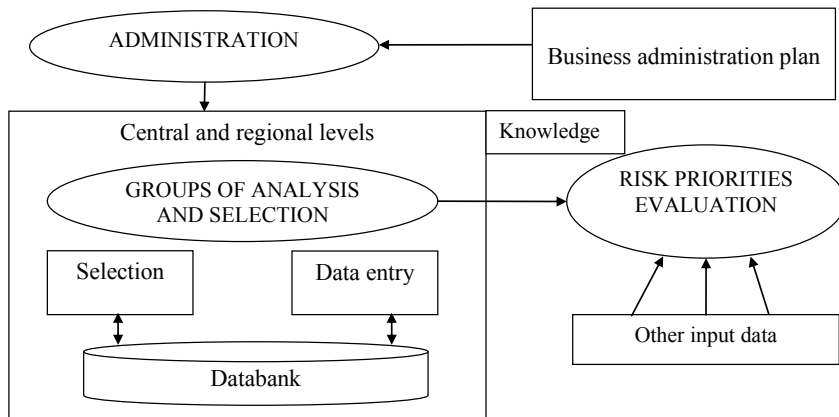 ADMINISTRATION
Business administration plan
Central and regional levels
Knowledge
GROUPS OF ANALYSIS
AND SELECTION
RISK PRIORITIES
EVALUATION
Selection
Data entry
Other input data
Databank